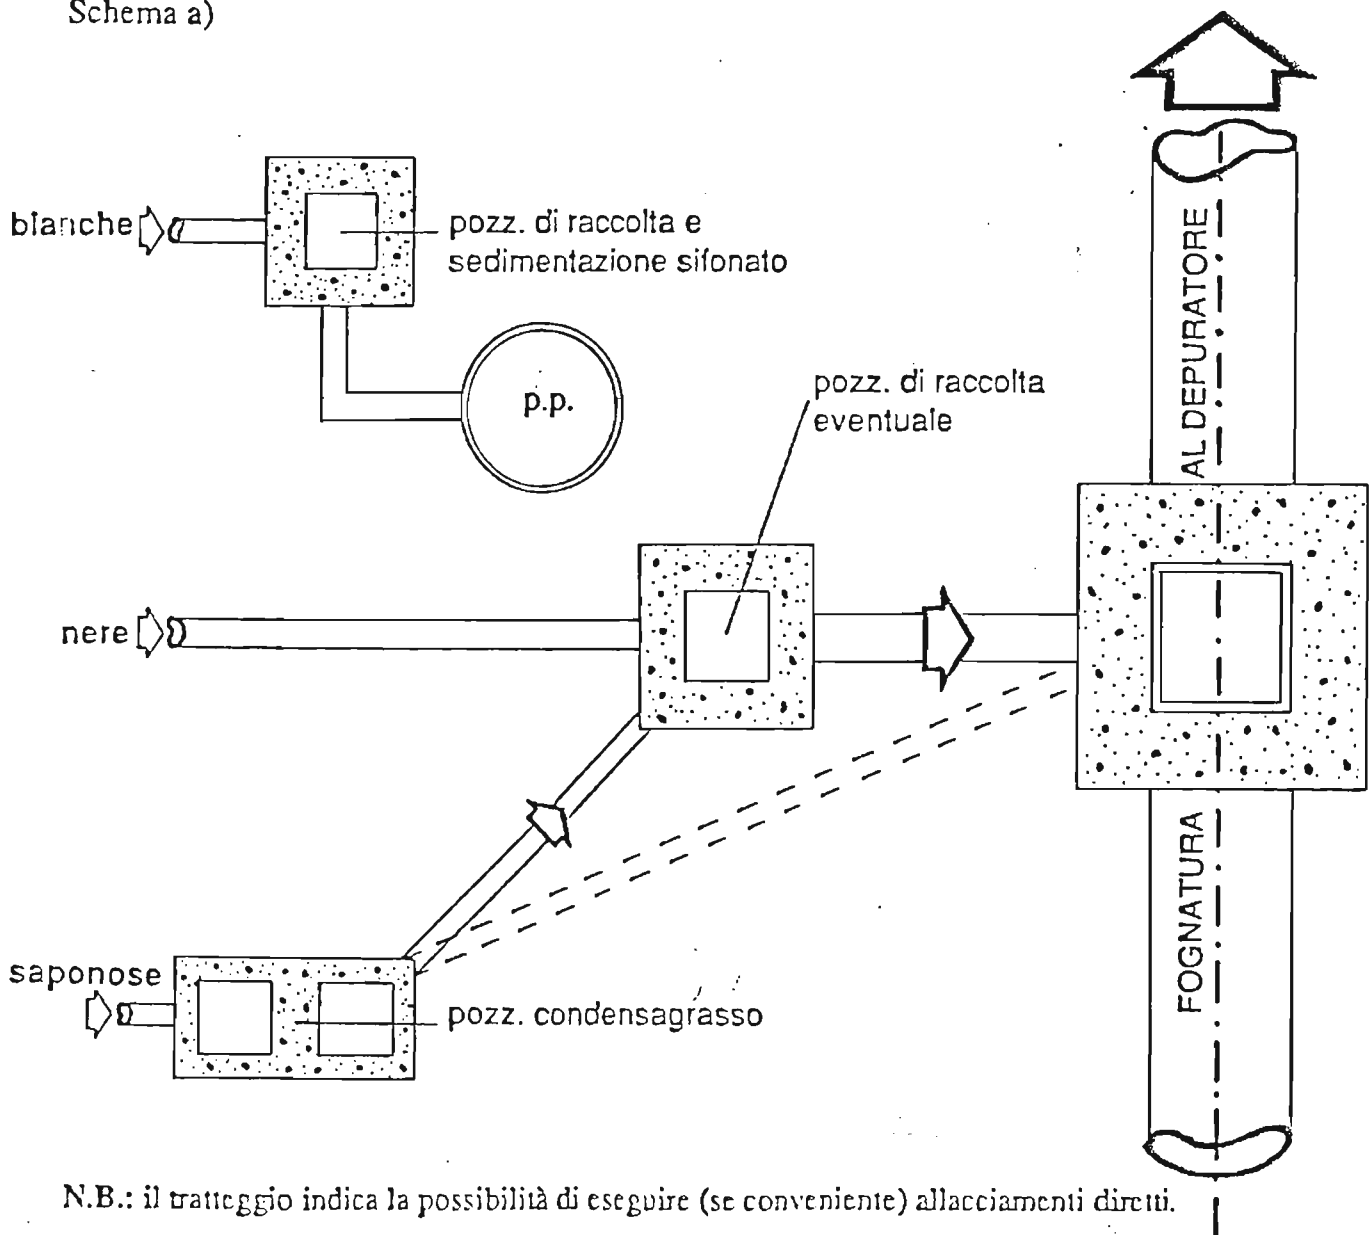 Schema a)
bianche
pozz. di raccolta e
sedimentazione sifonato
p.p.
pozz. di raccolta
eventuale
AL DEPURATORE
nere
FOGNATURA
saponose
pozz. condensagrasso
N.B.: il tratteggio indica la possibilità di eseguire (se conveniente) allacciamenti diretti.